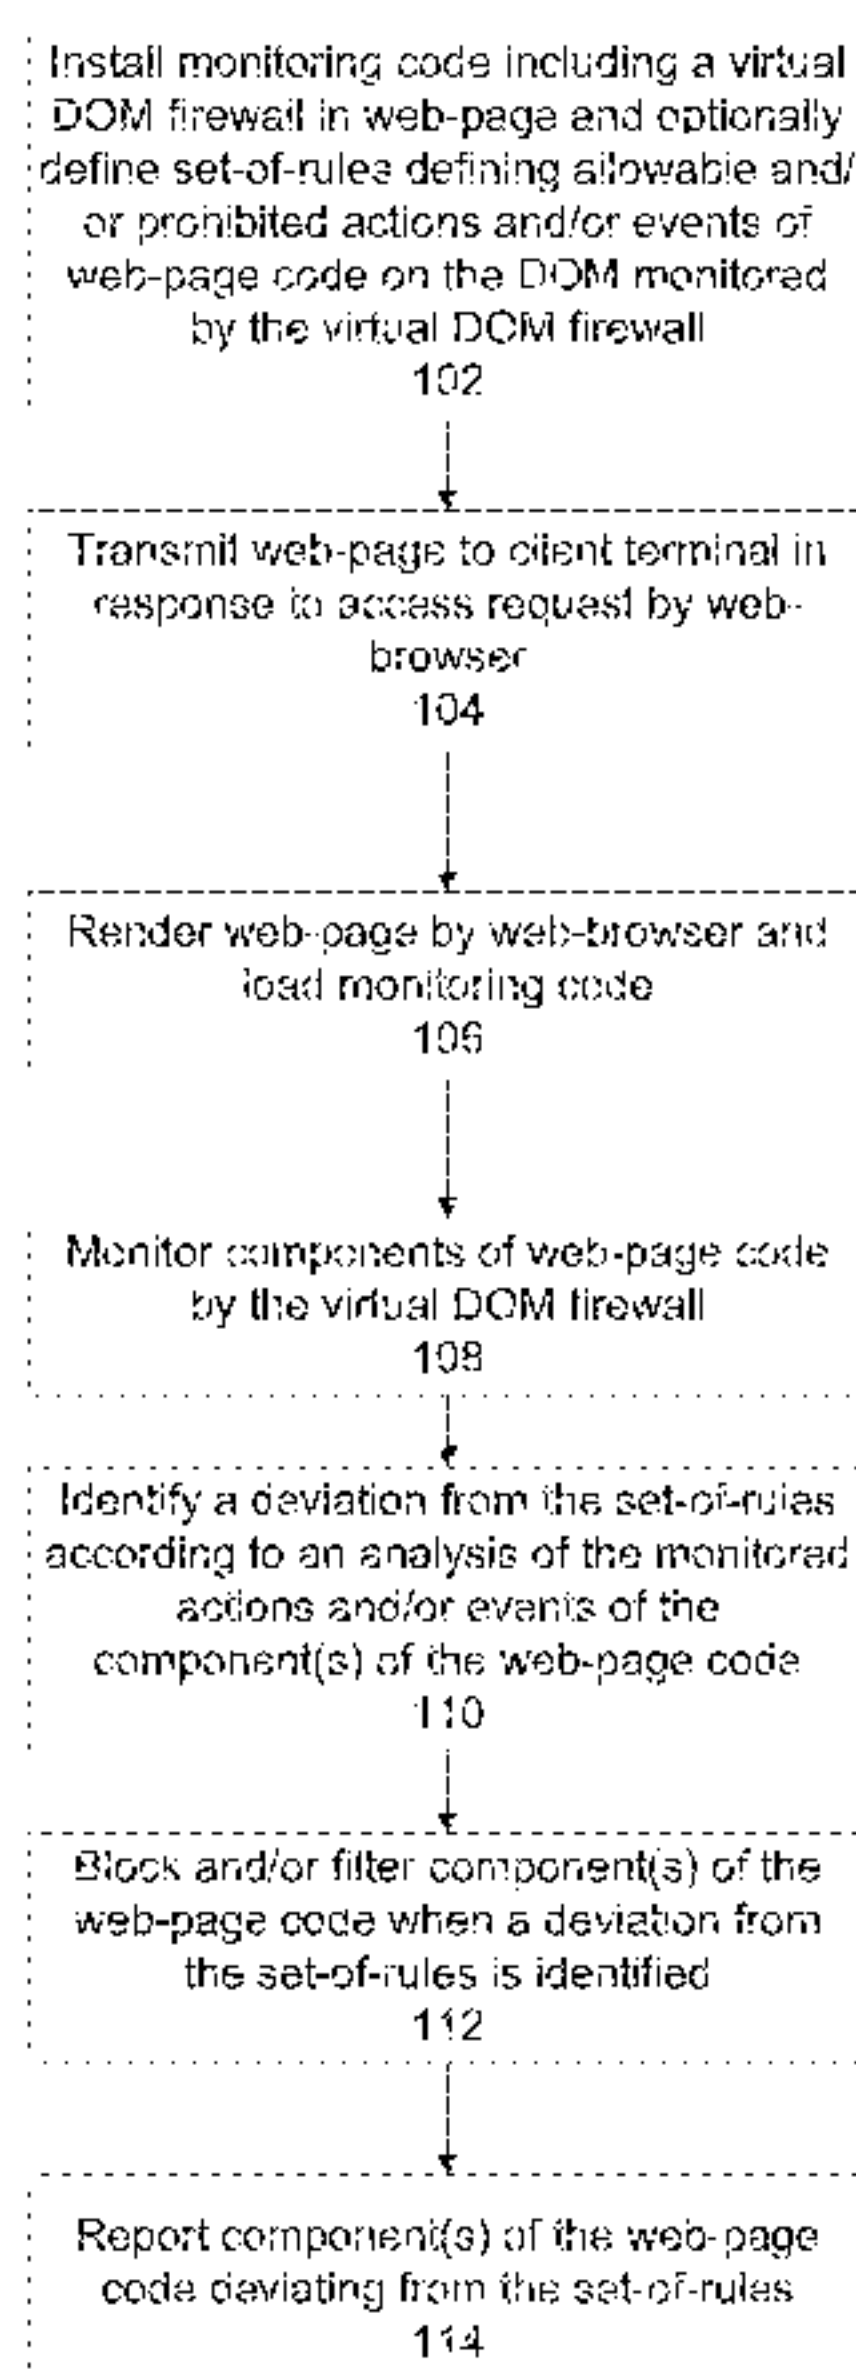 Install monitoring code including a virtual
DOM firewall in web-page and optionally
define set-of-rules defining allowable and/
or prohibited actions and/or events of
web-page code on the DOM monitored
by the virtual DOM firewall
102
Transmit web-page to client terminal in
response to access request by web-
browser
104
Render web-page by web-browser and
load monitoring code
106
Monitor components of web-page code
by the virtual DOM firewall
108
Identify a deviation from the set-of-rules
according to an analysis of the monitored
actions and/or events of the
component(s) of the web-page code
110
Block and/or filter component(s) of the
web-page code when a deviation from
the set-of-rules is identified
112
Report component(s) of the web-page
code deviating from the set-of-rules
114